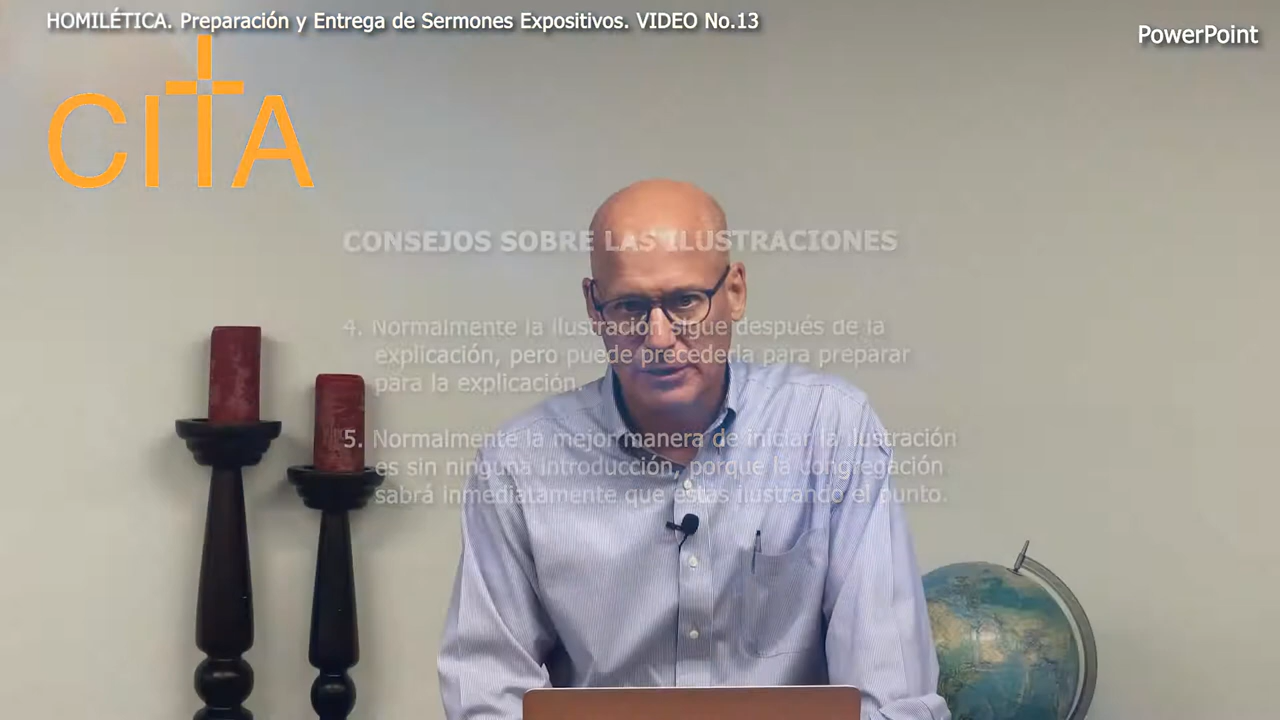 HOMILÉTICA. Preparación y Entrega de Sermones Expositivos. VIDEO No.13
PowerPoint
CITA
CONSEJOS SOBRE LAS ILUSTRACIONES
4. Normalmente la ilustración sigue después de la
explicación, pero puede precederla para preparar
para la explicación.
5. Normalmente la mejor manera de iniciar la ilustración
es sin ninguna introducción, porque la congregación
sabrá inmediatamente que estas ilustrando el punto.